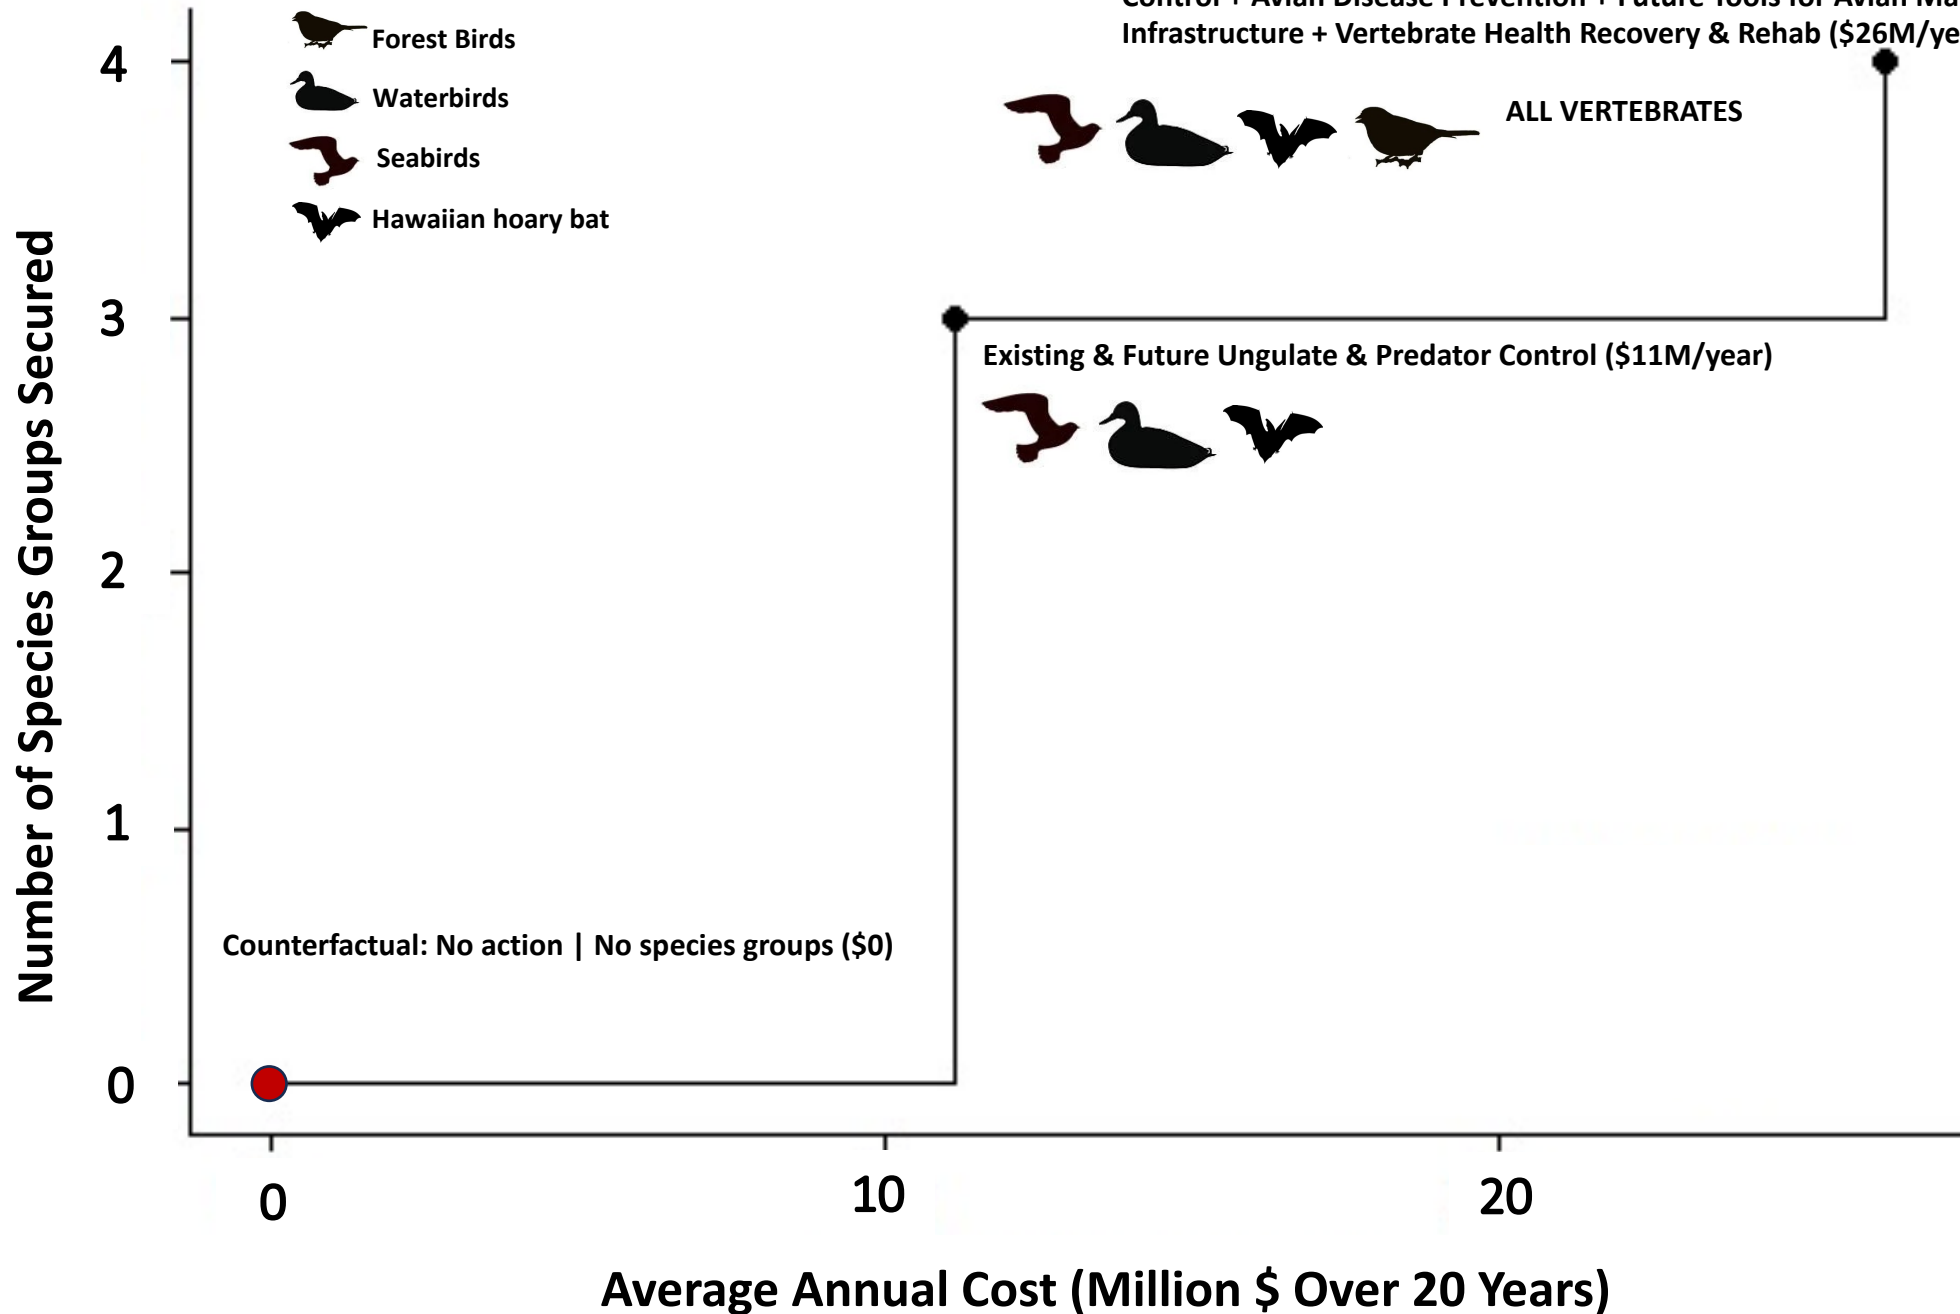 Control + Avian Disease Prevention + Future Tools for Avian
Infrastructure + Vertebrate Health Recovery & Rehab ($26M/ye
Forest Birds
Waterbirds
Seabirds
Hawaiian hoary bat
ALL VERTEBRATES
Existing & Future Ungulate & Predator Control ($11M/year)
Counterfactual: No action | No species groups ($0)
Number of Species Groups Secured
4
3
2
1
0
0
10
20
Average Annual Cost (Million $ Over 20 Years)